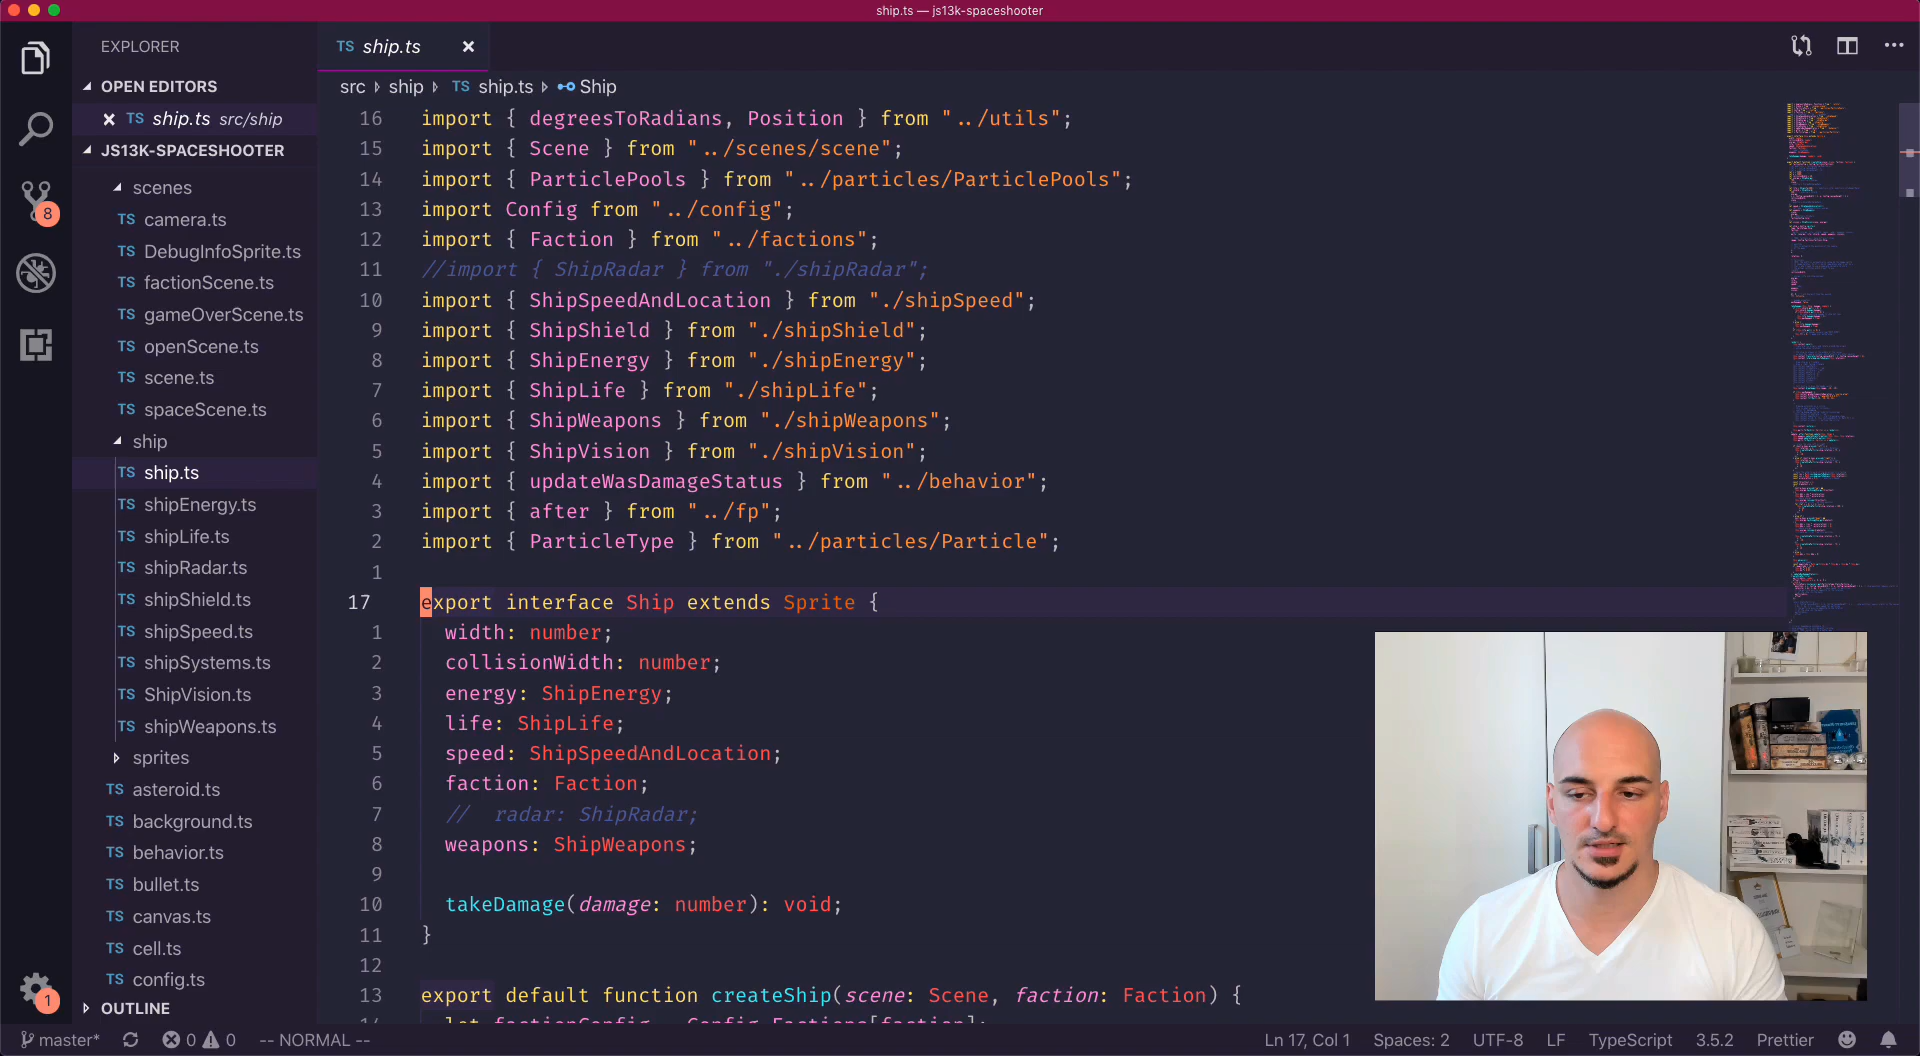 ship.ts — js13k-spaceshooter
EXPLORER
OPEN EDITORS
TS ship.ts src/ship
JS13K-SPACESHOOTER
scenes
TS camera.ts
TS DebugInfoSprite.ts
TS factionScene.ts
TS gameOverScene.ts
TS openScene.ts
TS scene.ts
TS spaceScene.ts
ship
TS ship.ts
TS shipEnergy.ts
TS shipLife.ts
TS shipRadar.ts
TS shipShield.ts
TS shipSpeed.ts
TS shipSystems.ts
TS ShipVision.ts
TS shipWeapons.ts
sprites
TS asteroid.ts
TS background.ts
TS behavior.ts
TS bullet.ts
TS canvas.ts
TS cell.ts
TS config.ts
OUTLINE
8
1
TS ship.ts
src ship TS ship.ts Ship
16 import { degreesToRadians, Position } from "../utils";
15 import { Scene } from "../scenes/scene";
14 import { ParticlePools } from "../particles/ParticlePools";
13 import Config from "../config";
12 import { Faction } from "../factions";
11 //import { ShipRadar } from "./shipRadar";
10 import { ShipSpeedAndLocation } from "./shipSpeed";
9 import { ShipShield } from "./shipShield";
8 import { ShipEnergy } from "./shipEnergy";
7 import { ShipLife } from "./shipLife";
6 import { ShipWeapons } from "./shipWeapons";
5 import { ShipVision } from "./shipVision";
4 import { updateWasDamageStatus } from "../behavior";
3 import { after } from "../fp";
2 import { ParticleType } from "../particles/Particle";
1
17 export interface Ship extends Sprite {
1 width: number;
2 collisionWidth: number;
3 energy: ShipEnergy;
4 life: ShipLife;
5 speed: ShipSpeedAndLocation;
6 faction: Faction;
7 // radar: ShipRadar;
8 weapons: ShipWeapons;
9
10 takeDamage(damage: number): void;
11 }
12
13 export default function createShip(scene: Scene, faction: Faction) {
14 let factionConfig = Config.Factions[faction];
master* 0 0 -- NORMAL -- Ln 17, Col 1 Spaces: 2 UTF-8 LF TypeScript 3.5.2 Prettier